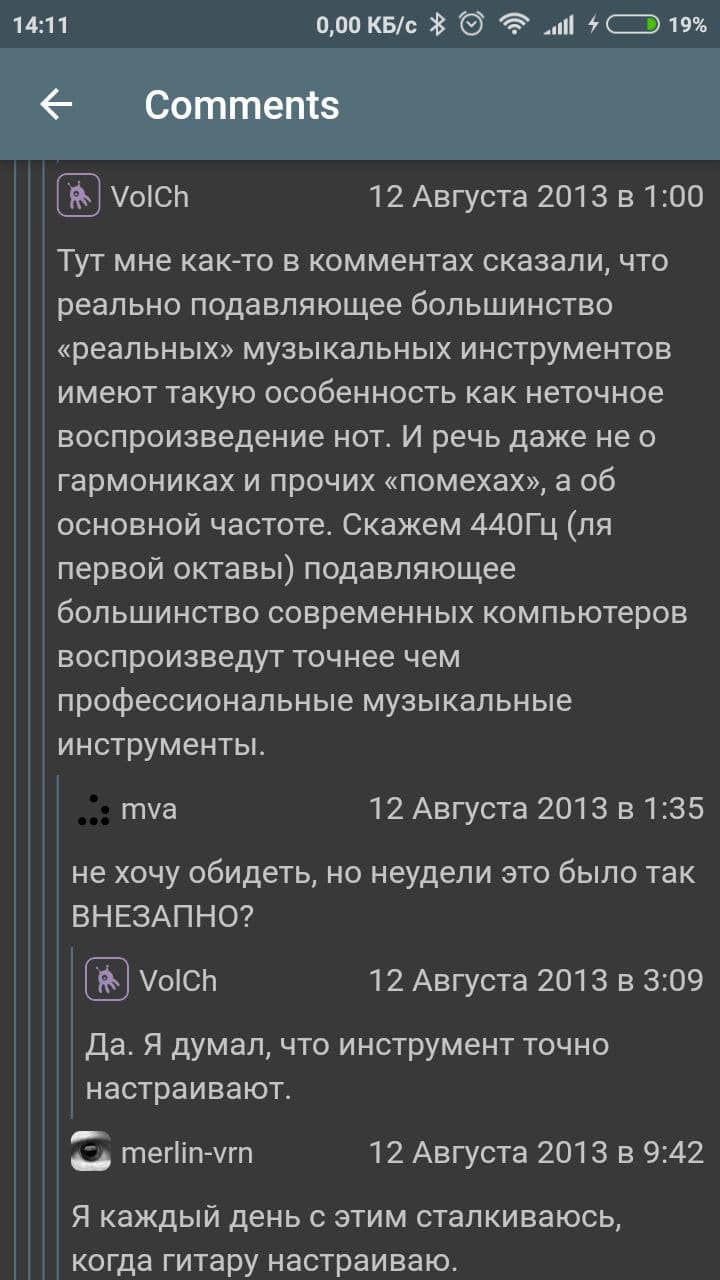 14:11 0,00 КБ/с 19%
Comments
VolCh 12 Августа 2013 в 1:00
Тут мне как-то в комментах сказали, что
реально подавляющее большинство
«реальных» музыкальных инструментов
имеют такую особенность как неточное
воспроизведение нот. И речь даже не о
гармониках и прочих «помехах», а об
основной частоте. Скажем 440Гц (ля
первой октавы) подавляющее
большинство современных компьютеров
воспроизведут точнее чем
профессиональные музыкальные
инструменты.
mva 12 Августа 2013 в 1:35
не хочу обидеть, но неудели это было так
ВНЕЗАПНО?
VolCh 12 Августа 2013 в 3:09
Да. Я думал, что инструмент точно
настраивают.
merlin-vrn 12 Августа 2013 в 9:42
Я каждый день с этим сталкиваюсь,
когда гитару настраиваю.